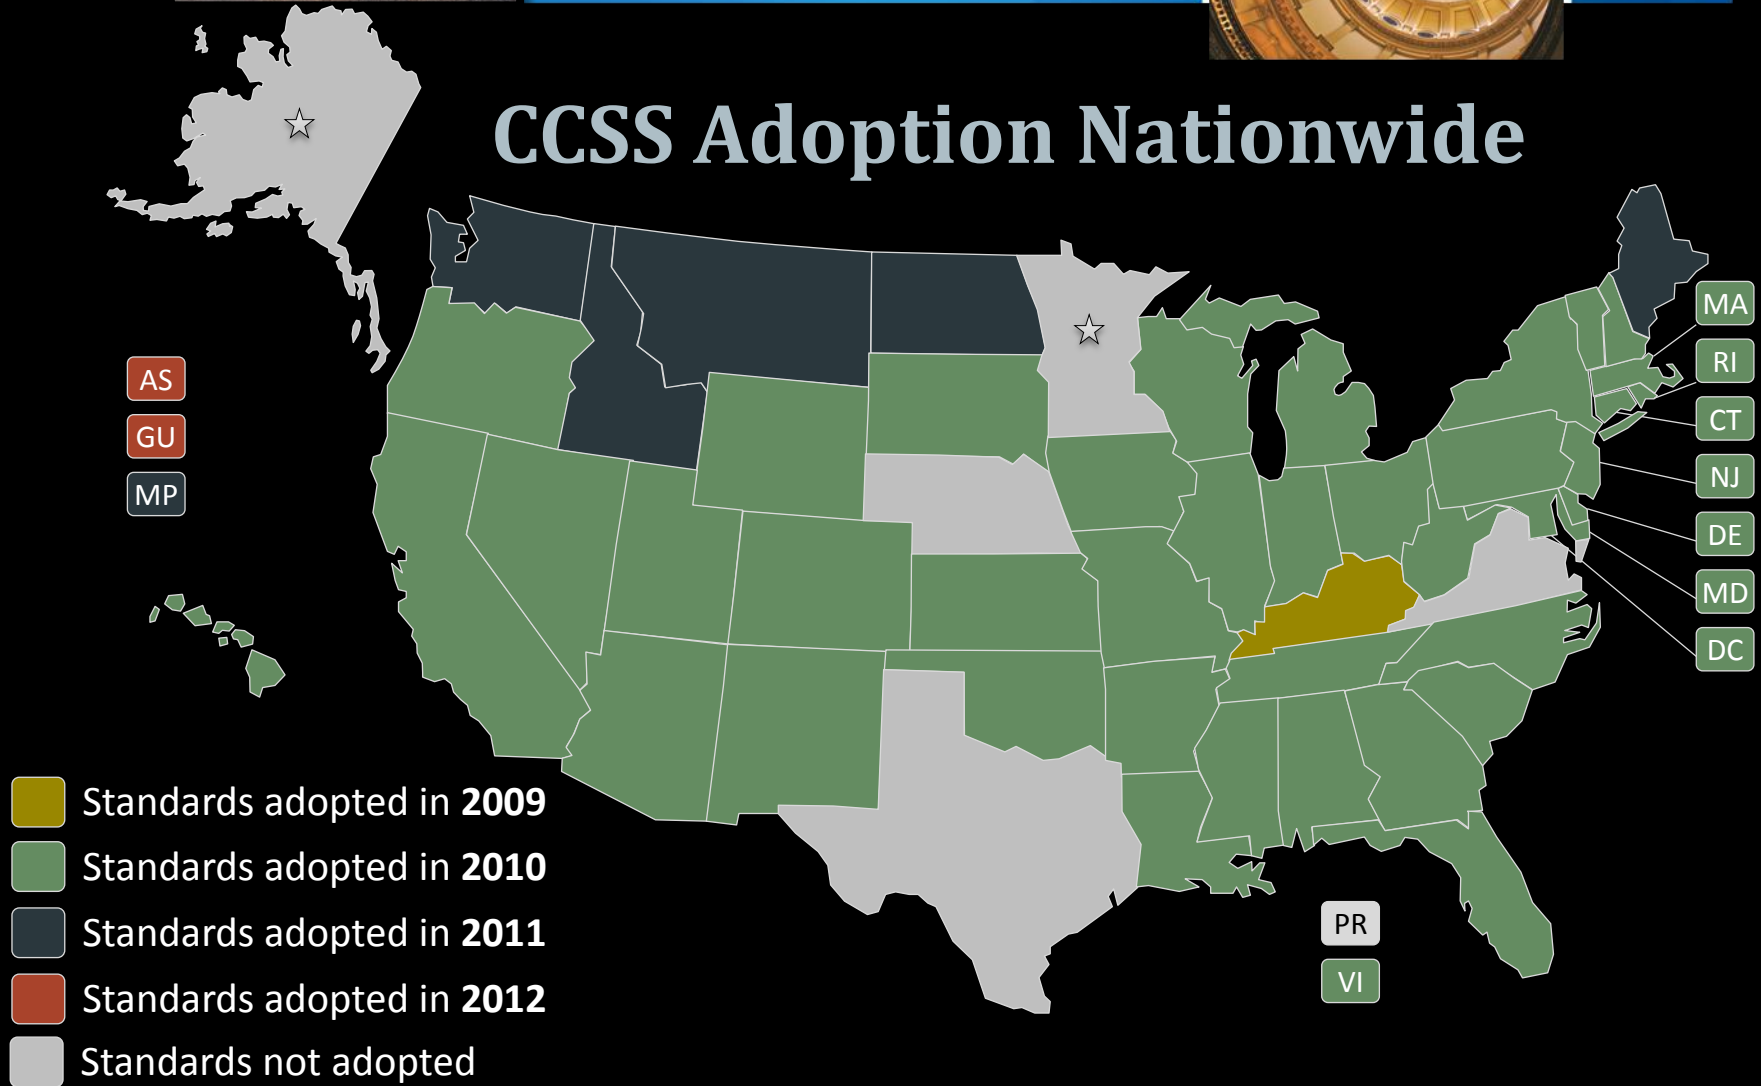 CCSS Adoption Nationwide
MA
RI
CT
NJ
DE
MD
DC
AS
GU
MP
Standards adopted in 2009
Standards adopted in 2010
Standards adopted in 2011
Standards adopted in 2012
Standards not adopted
PR
VI